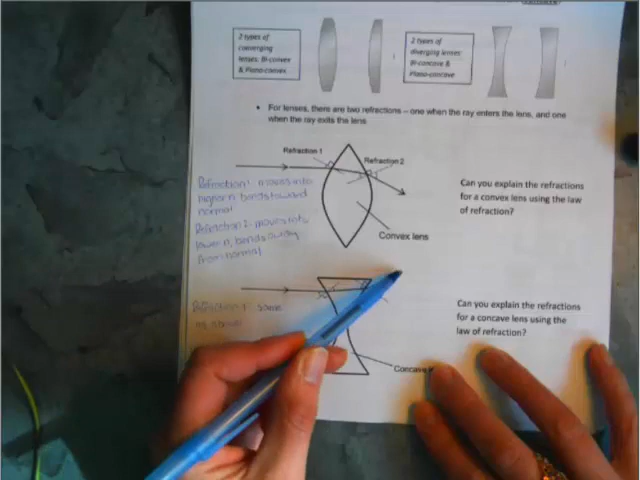 2 types of
converging
lenses: Bi-convex
& Plano-convex
2 types of
diverging lenses:
Bi-concave &
Plano-concave
• For lenses, there are two refractions – one when the ray enters the lens, and one
when the ray exits the lens
Refraction 1
Refraction 2
Refraction 1: moves into
higher n bends toward
normal
Refraction 2: moves into
lower n, bends away
from normal
Can you explain the refractions
for a convex lens using the law
of refraction?
Convex lens
Refraction 1: same
as above
Can you explain the refractions
for a concave lens using the
law of refraction?
Concave